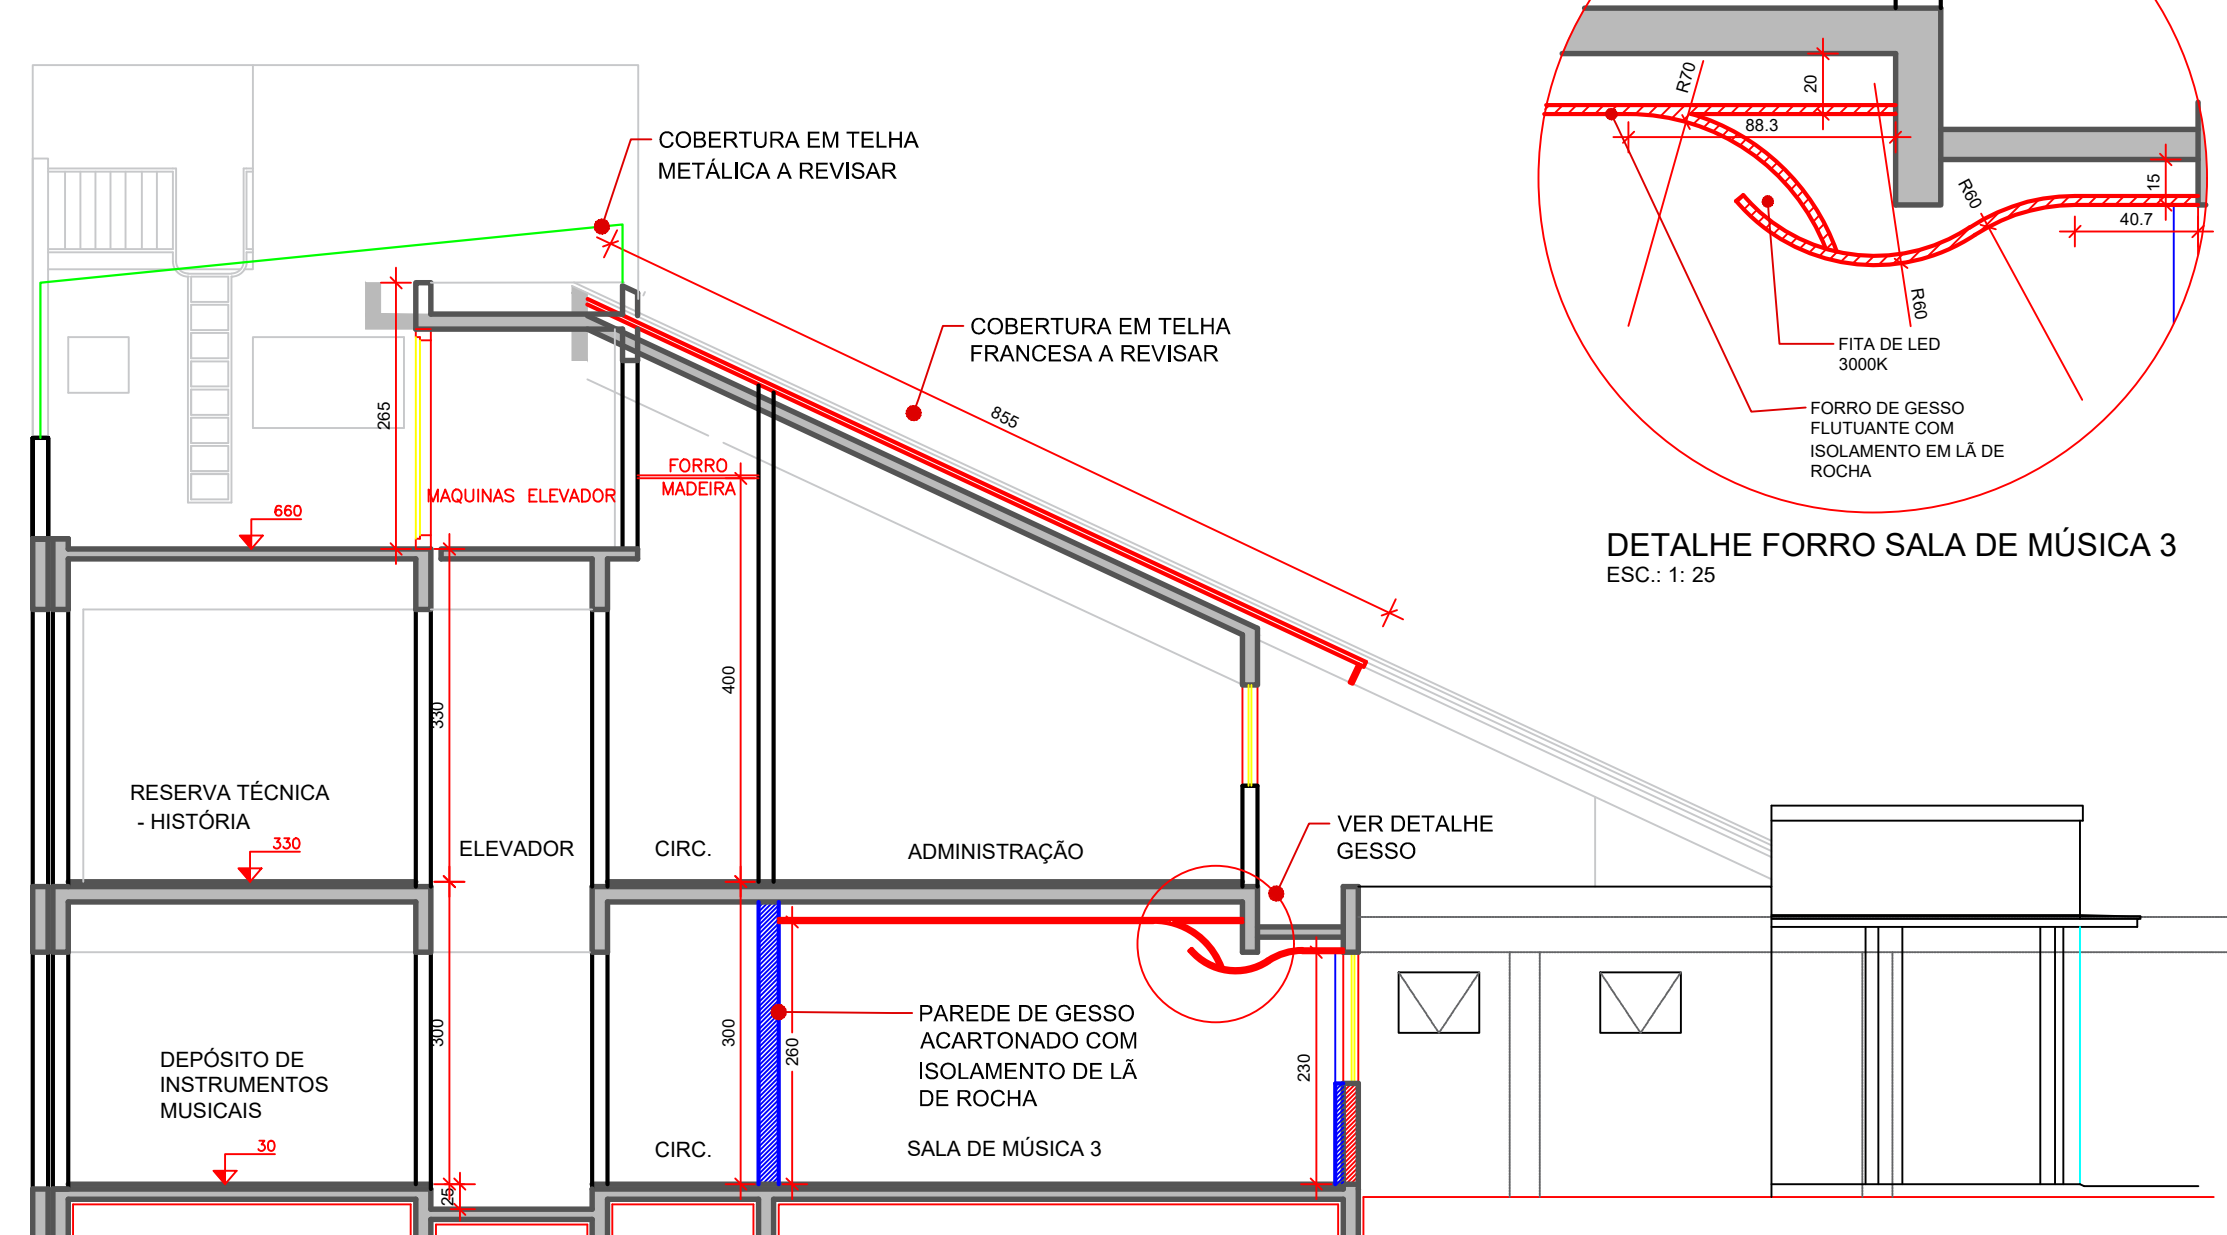 COBERTURA EM TELHA
METÁLICA A REVISAR
COBERTURA EM TELHA
FRANCESA A REVISAR
855
265
FORRO
MADEIRA
MAQUINAS ELEVADOR
660
400
330
RESERVA TÉCNICA
- HISTÓRIA
330
ELEVADOR
CIRC.
ADMINISTRAÇÃO
VER DETALHE
GESSO
300
300
260
230
PAREDE DE GESSO
ACARTONADO COM
ISOLAMENTO DE LÃ
DE ROCHA
DEPÓSITO DE
INSTRUMENTOS
MUSICAIS
30
25
CIRC.
SALA DE MÚSICA 3
R70
20
88.3
R60
15
40.7
R60
FITA DE LED
3000K
FORRO DE GESSO
FLUTUANTE COM
ISOLAMENTO EM LÃ DE
ROCHA
DETALHE FORRO SALA DE MÚSICA 3
ESC.: 1: 25